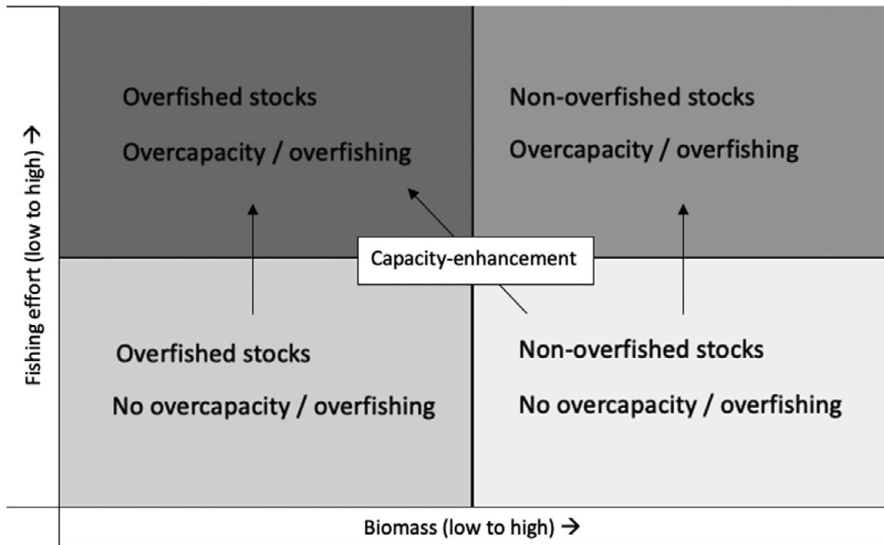 Fishing effort (low to high) →
Overfished stocks
Overcapacity / overfishing
Non-overfished stocks
Overcapacity / overfishing
Capacity-enhancement
Overfished stocks
No overcapacity / overfishing
Non-overfished stocks
No overcapacity / overfishing
Biomass (low to high) →